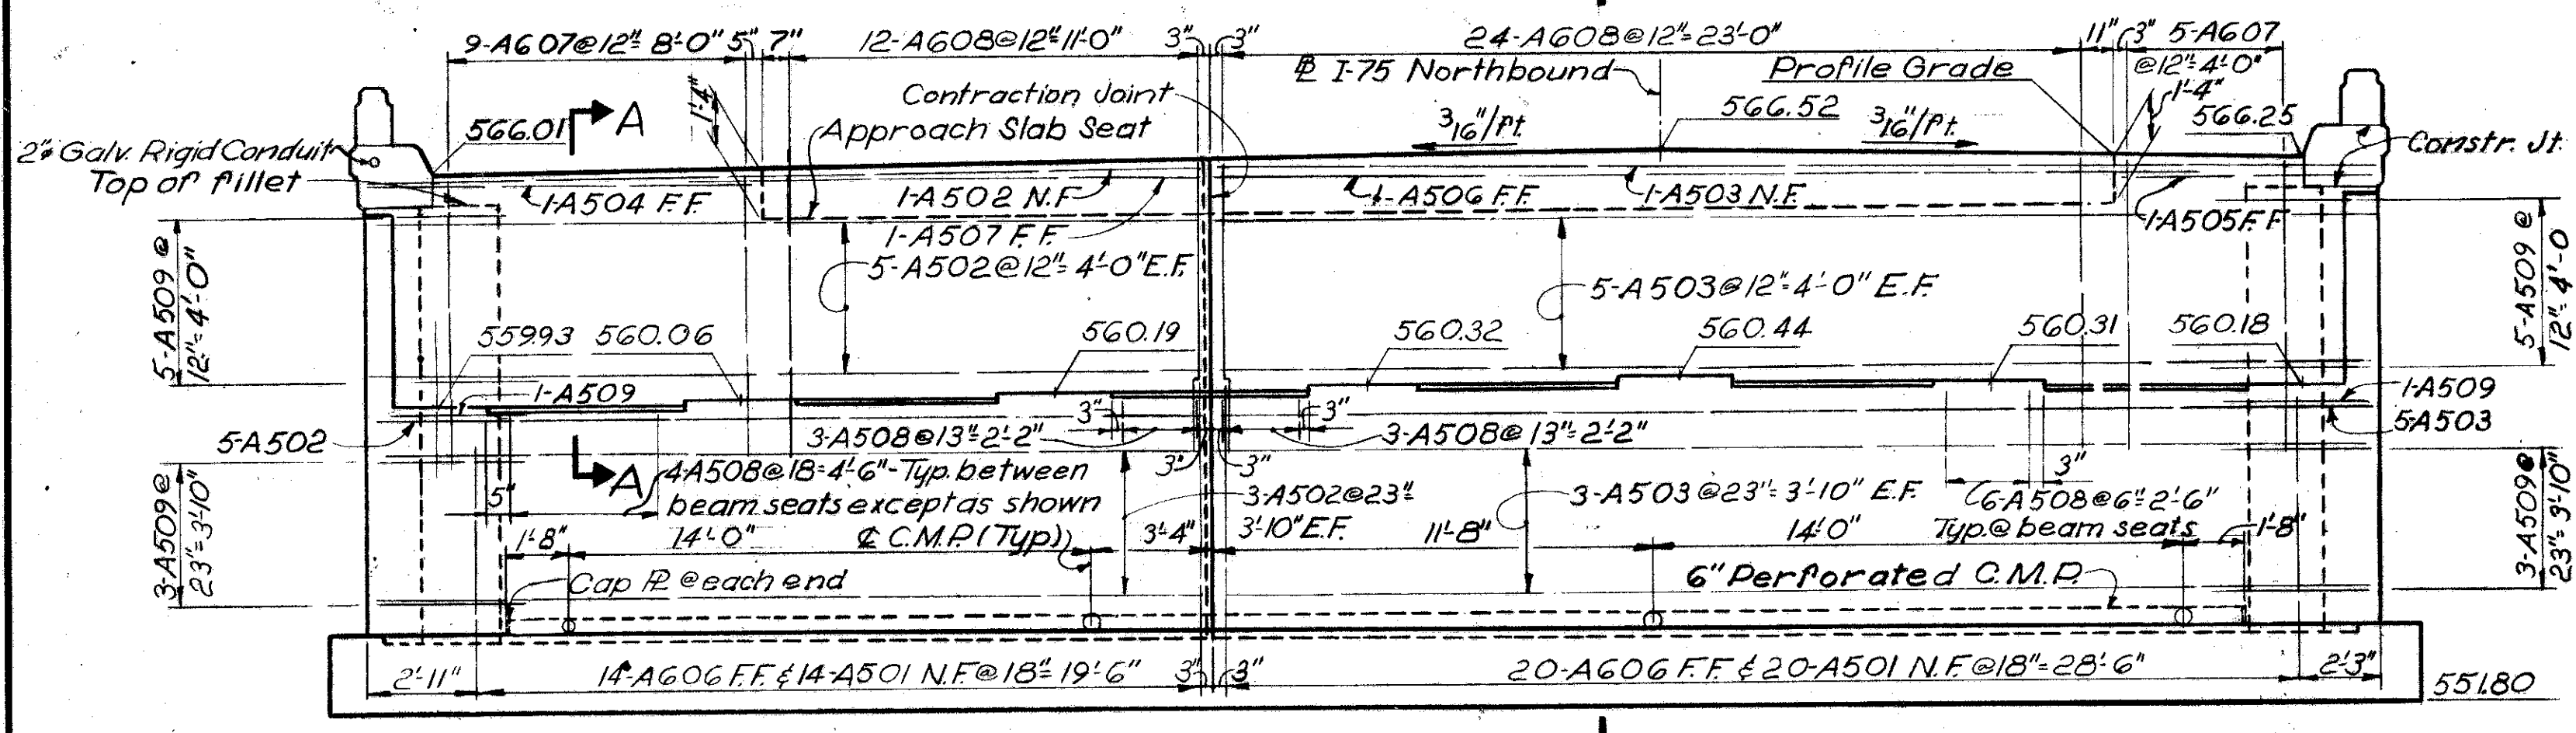 9-A607@12"=8'-0" 5" 7" 12-A608@12"=11'-0" 3" 3" 24-A608@12"=23'-0" 11" 3" 5-A607
@12"=4'-0"
℄ I-75 Northbound Profile Grade
1'-4" 1'-4"
Contraction Joint
566.01 A 566.52 566.25
Approach Slab Seat 3/16"/ft. 3/16"/ft.
2"ϕ Galv. Rigid Conduit Constr. Jt.
Top of fillet
1-A504 F.F. 1-A502 N.F. 1-A506 F.F. 1-A503 N.F. 1-A505 F.F.
1-A507 F.F.
5-A502@12"=4'-0" E.F. 5-A503@12"=4'-0" E.F.
5-A509@
12"=4'-0"
5-A509@
12"=4'-0
559.93 560.06 560.19 560.32 560.44 560.31 560.18
1-A509 1-A509
3" 3"
5-A502 3-A508@13"=2'-2" 3-A508@13"=2'-2" 5-A503
3" 3" 3"
A 4-A508@18=4'-6"-Typ. between
beam seats except as shown
5"
3-A502@23"=
3'-10" E.F.
3-A503@23"=3'-10" E.F.
6-A508@6"=2'-6"
Typ.@beam seats
3-A509@
23"=3'-10"
3-A509@
23"=3'-10"
1'-8" 14'-0" ℄ C.M.P. (Typ) 3'-4" 11'-8" 14'-0" 1'-8"
Cap ℙL @ each end 6" Perforated C.M.P.
2'-11" 14-A606 F.F. & 14-A501 N.F.@18"=19'-6" 3" 3" 20-A606 F.F. & 20-A501 N.F.@18"=28'-6" 2'-3"
551.80